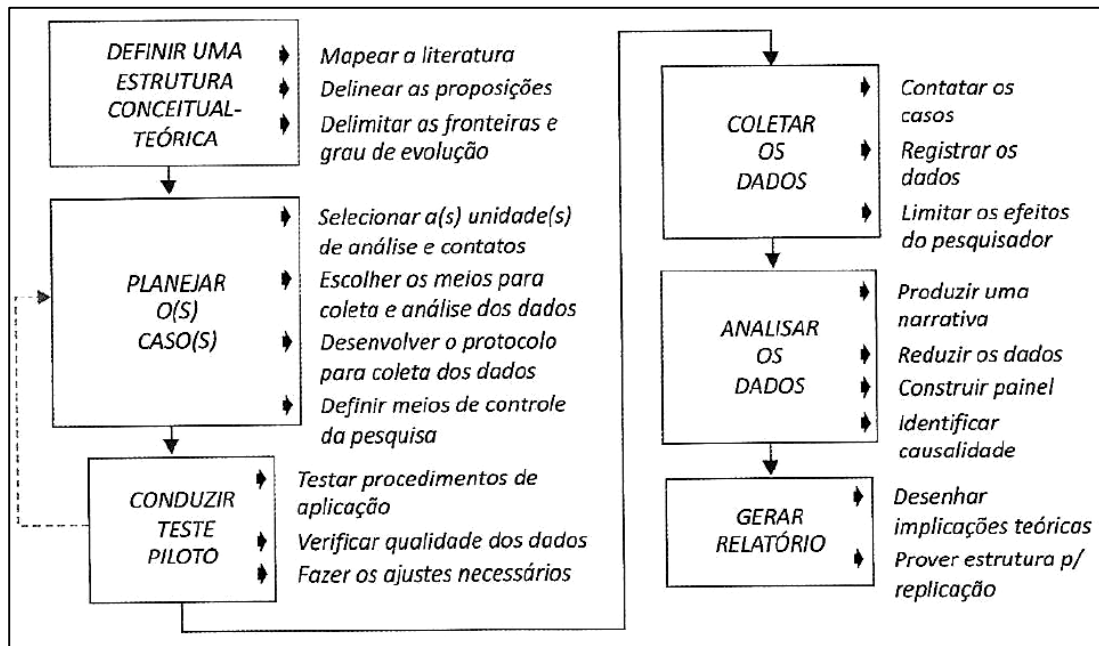 DEFINIR UMA
ESTRUTURA
CONCEITUAL-
TEÓRICA
Mapear a literatura
Delinear as proposições
Delimitar as fronteiras e
grau de evolução
PLANEJAR
O(S)
CASO(S)
Selecionar a(s) unidade(s)
de análise e contatos
Escolher os meios para
coleta e análise dos dados
Desenvolver o protocolo
para coleta dos dados
Definir meios de controle
da pesquisa
CONDUZIR
TESTE
PILOTO
Testar procedimentos de
aplicação
Verificar qualidade dos dados
Fazer os ajustes necessários
COLETAR
OS
DADOS
Contatar os
casos
Registrar os
dados
Limitar os efeitos
do pesquisador
ANALISAR
OS
DADOS
Produzir uma
narrativa
Reduzir os dados
Construir painel
Identificar
causalidade
GERAR
RELATÓRIO
Desenhar
implicações teóricas
Prover estrutura p/
replicação